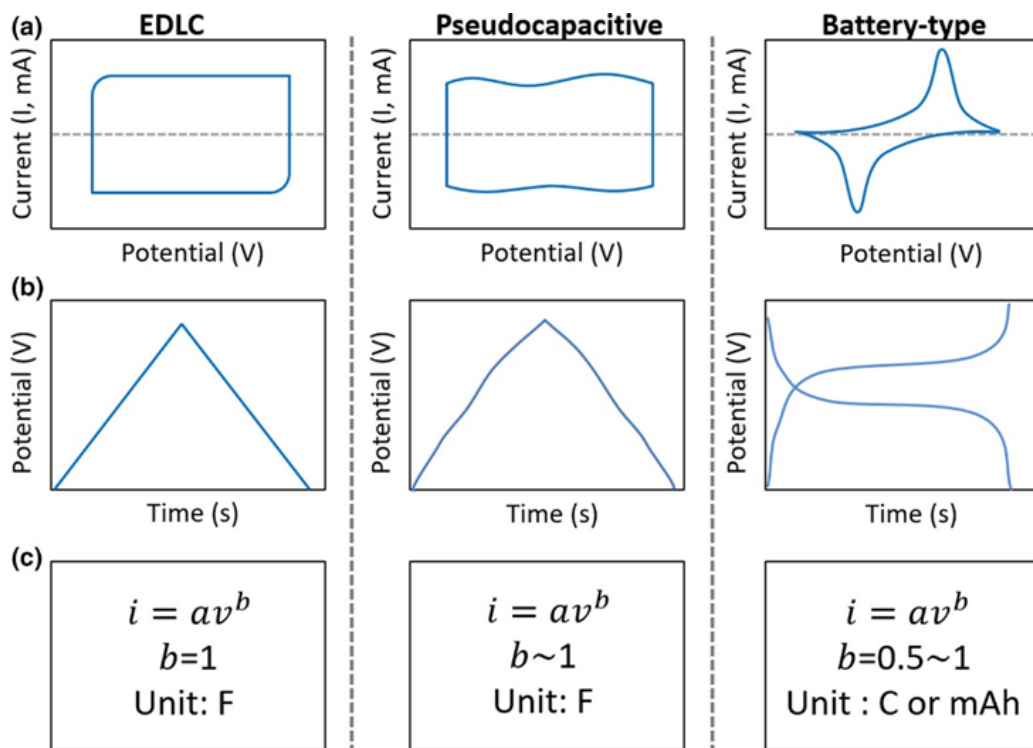 (a) EDLC Pseudocapacitive Battery-type
Current (I, mA) Current (I, mA) Current (I, mA)
Potential (V) Potential (V) Potential (V)
(b)
Potential (V) Potential (V) Potential (V)
Time (s) Time (s) Time (s)
(c)
i = av^b i = av^b i = av^b
b=1 b~1 b=0.5~1
Unit: F Unit: F Unit : C or mAh